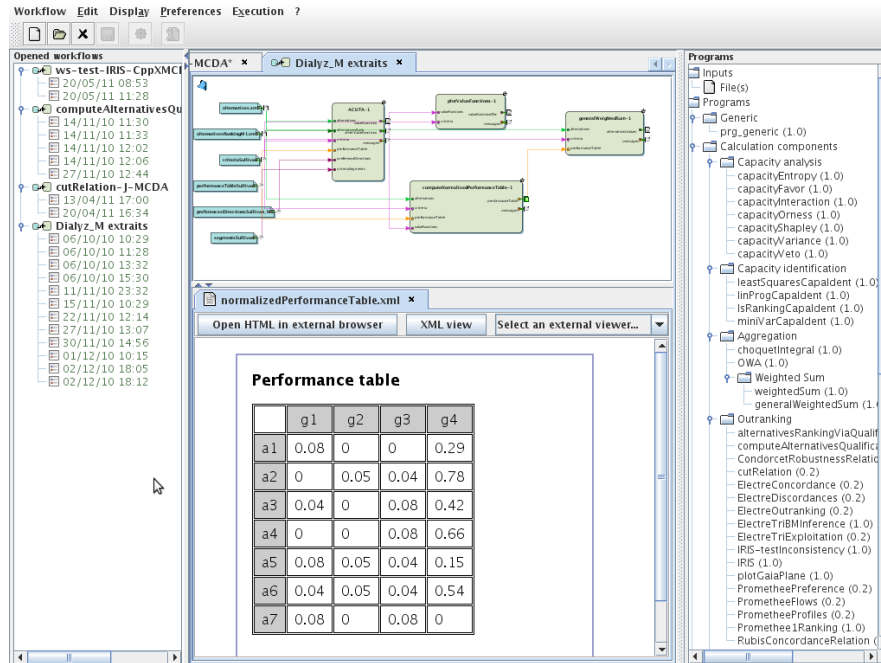 Workflow Edit Display Preferences Execution ?
Opened workflows
ws-test-IRIS-CppXMCI
20/05/11 08:53
20/05/11 11:28
computeAlternativesQu
14/11/10 11:30
14/11/10 11:33
14/11/10 12:02
14/11/10 12:06
27/11/10 12:44
cutRelation-J-MCDA
13/04/11 17:00
20/04/11 16:34
Dialyz_M extraits
06/10/10 10:29
06/10/10 11:28
06/10/10 13:32
06/10/10 15:30
11/11/10 23:32
15/11/10 10:29
22/11/10 12:14
27/11/10 13:07
30/11/10 14:56
01/12/10 10:15
02/12/10 18:05
02/12/10 18:12
-MCDA* × Dialyz_M extraits ×
ACUTA-1
plotValueFunctions-1
generalWeightedSum-1
computeNormalizedPerformanceTable-1
normalizedPerformanceTable.xml ×
Open HTML in external browser XML view Select an external viewer...
Performance table
g1 g2 g3 g4
a1 0.08 0 0 0.29
a2 0 0.05 0.04 0.78
a3 0.04 0 0.08 0.42
a4 0 0 0.08 0.66
a5 0.08 0.05 0.04 0.15
a6 0.04 0.05 0.04 0.54
a7 0.08 0 0.08 0
Programs
Inputs
File(s)
Programs
Generic
prg_generic (1.0)
Calculation components
Capacity analysis
capacityEntropy (1.0)
capacityFavor (1.0)
capacityInteraction (1.0)
capacityOrness (1.0)
capacityShapley (1.0)
capacityVariance (1.0)
capacityVeto (1.0)
Capacity identification
leastSquaresCapaIdent (1.0)
linProgCapaIdent (1.0)
lsRankingCapaIdent (1.0)
miniVarCapaIdent (1.0)
Aggregation
choquetIntegral (1.0)
OWA (1.0)
Weighted Sum
weightedSum (1.0)
generalWeightedSum (1.
Outranking
alternativesRankingViaQualif
computeAlternativesQualifica
CondorcetRobustnessRelatio
cutRelation (0.2)
ElectreConcordance (0.2)
ElectreDiscordances (0.2)
ElectreOutranking (0.2)
ElectreTriBMInference (1.0)
ElectreTriExploitation (0.2)
IRIS-testInconsistency (1.0)
IRIS (1.0)
plotGaiaPlane (1.0)
PrometheePreference (0.2)
PrometheeFlows (0.2)
PrometheeProfiles (0.2)
Promethee1Ranking (1.0)
RubisConcordanceRelation (